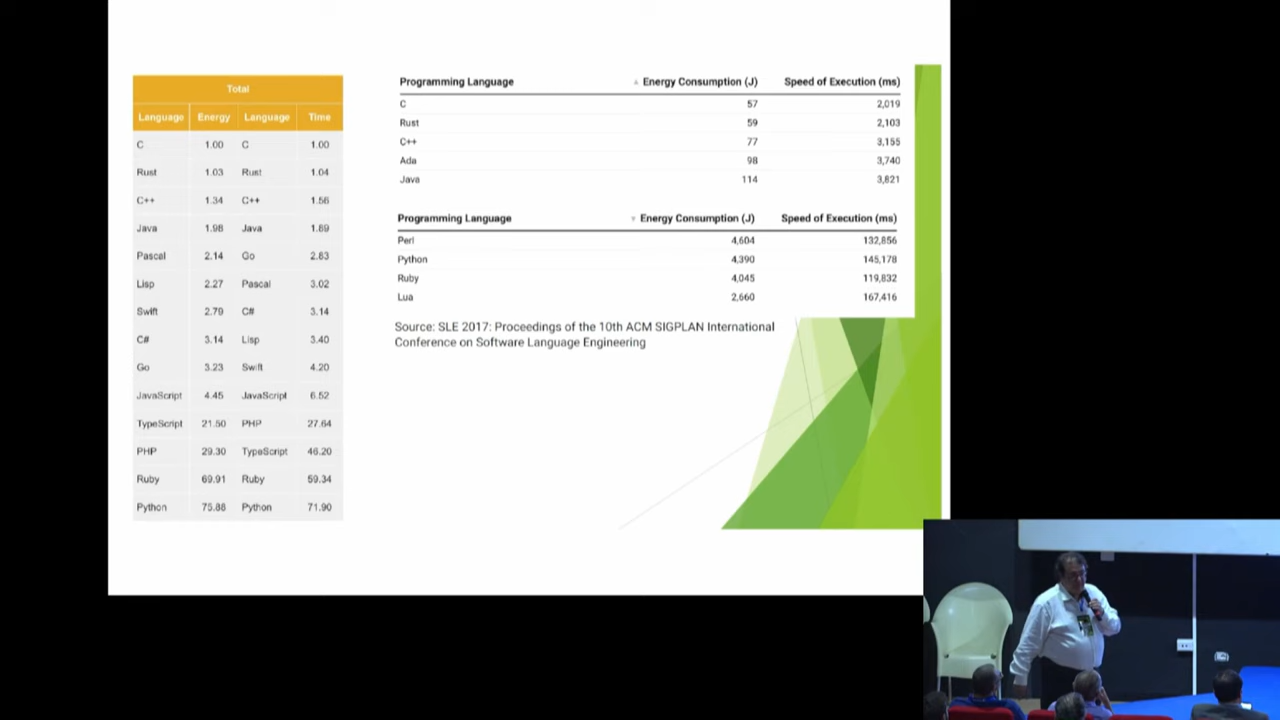 Total
Language Energy Language Time
C 1.00 C 1.00
Rust 1.03 Rust 1.04
C++ 1.34 C++ 1.56
Java 1.98 Java 1.89
Pascal 2.14 Go 2.83
Lisp 2.27 Pascal 3.02
Swift 2.79 C# 3.14
C# 3.14 Lisp 3.40
Go 3.23 Swift 4.20
JavaScript 4.45 JavaScript 6.52
TypeScript 21.50 PHP 27.64
PHP 29.30 TypeScript 46.20
Ruby 69.91 Ruby 59.34
Python 75.88 Python 71.90
Programming Language Energy Consumption (J) Speed of Execution (ms)
C 57 2,019
Rust 59 2,103
C++ 77 3,155
Ada 98 3,740
Java 114 3,821
Programming Language Energy Consumption (J) Speed of Execution (ms)
Perl 4,604 132,856
Python 4,390 145,178
Ruby 4,045 119,832
Lua 2,660 167,416
Source: SLE 2017: Proceedings of the 10th ACM SIGPLAN International
Conference on Software Language Engineering